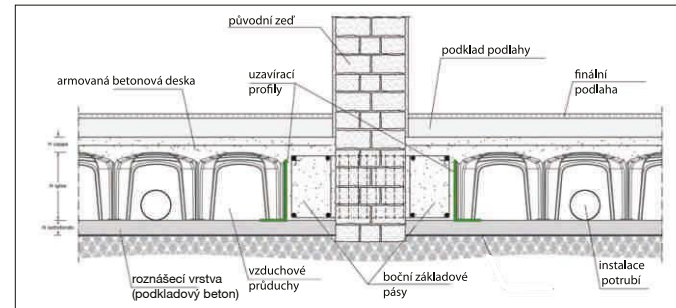 původní zeď
podklad podlahy
armovaná betonová deska
uzavírací
profily
finální
podlaha
roznášecí vrstva
(podkladový beton)
vzduchové
průduchy
boční základové
pásy
instalace
potrubí